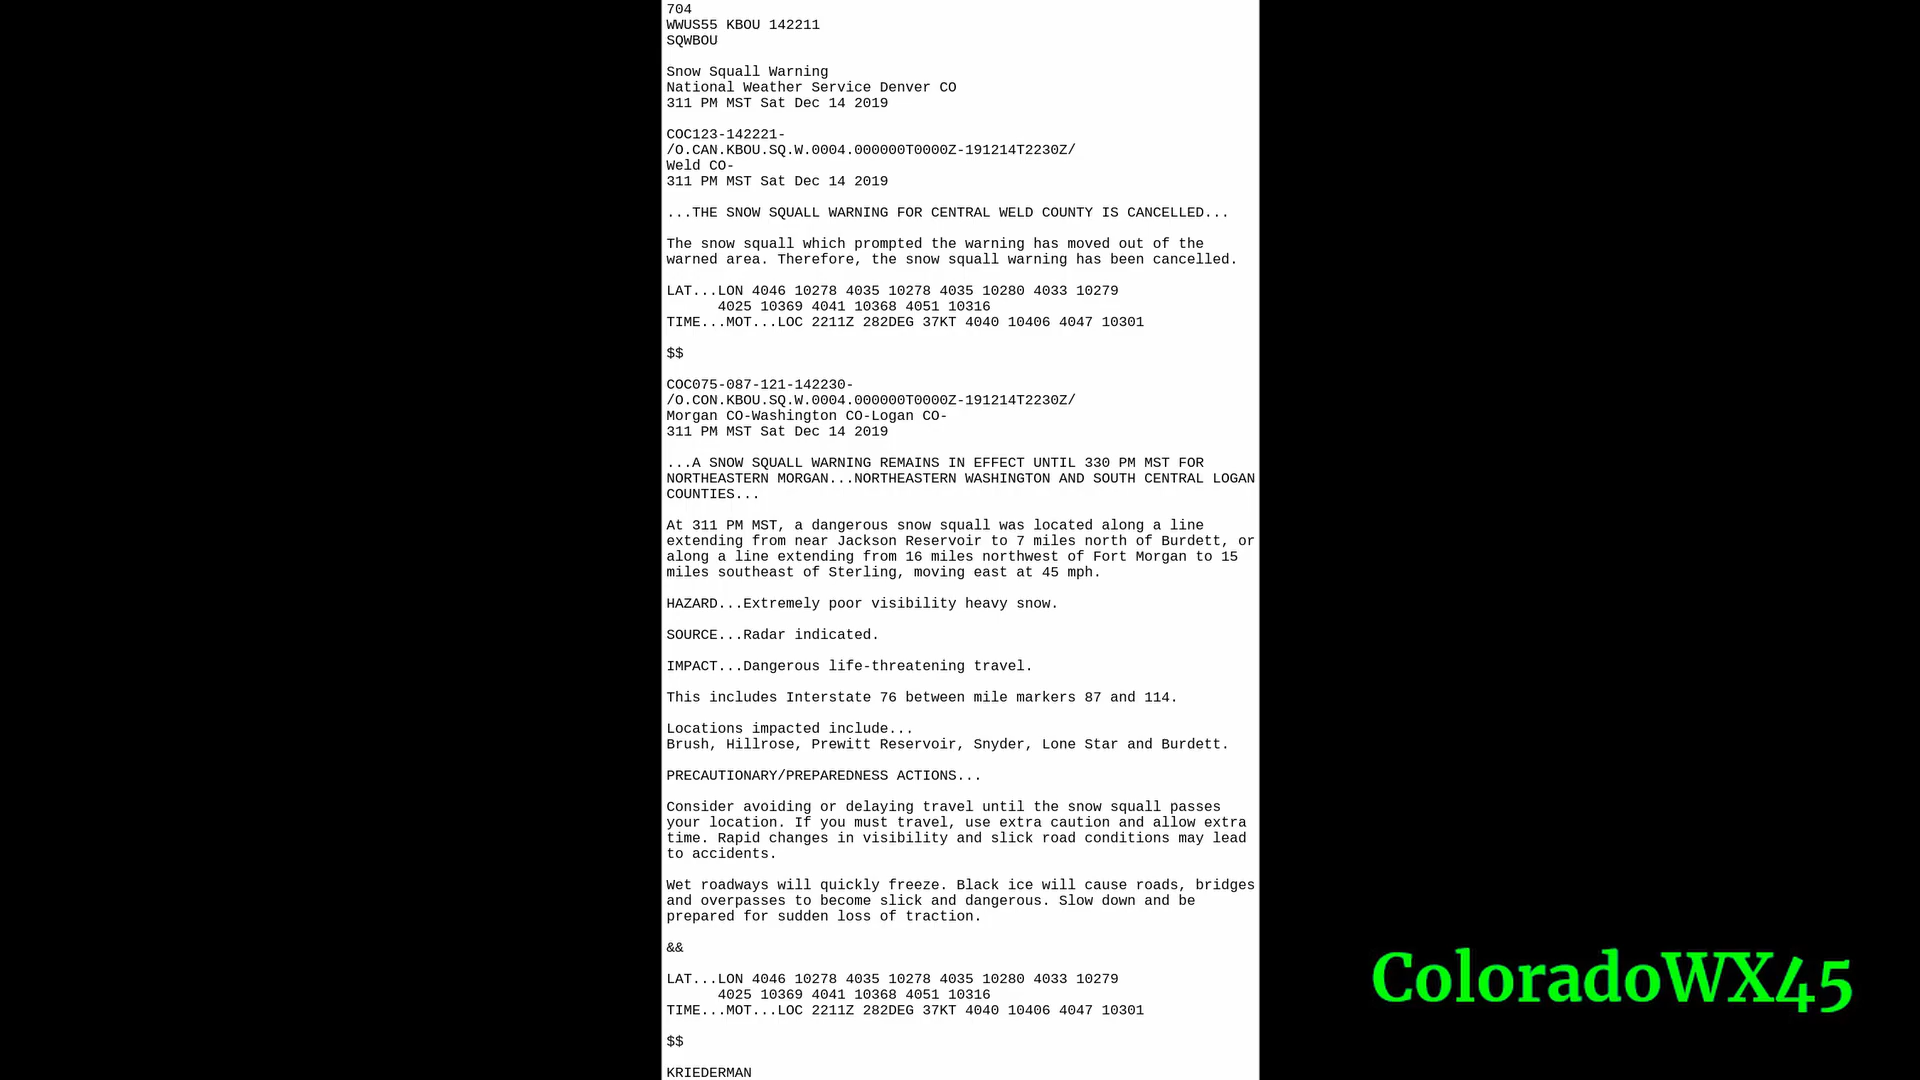 704
WWUS55 KBOU 142211
SQWBOU
Snow Squall Warning
National Weather Service Denver CO
311 PM MST Sat Dec 14 2019
COC123-142221-
/O.CAN.KBOU.SQ.W.0004.000000T0000Z-191214T2230Z/
Weld CO-
311 PM MST Sat Dec 14 2019
...THE SNOW SQUALL WARNING FOR CENTRAL WELD COUNTY IS CANCELLED...
The snow squall which prompted the warning has moved out of the
warned area. Therefore, the snow squall warning has been cancelled.
LAT...LON 4046 10278 4035 10278 4035 10280 4033 10279
4025 10369 4041 10368 4051 10316
TIME...MOT...LOC 2211Z 282DEG 37KT 4040 10406 4047 10301
$$
COC075-087-121-142230-
/O.CON.KBOU.SQ.W.0004.000000T0000Z-191214T2230Z/
Morgan CO-Washington CO-Logan CO-
311 PM MST Sat Dec 14 2019
...A SNOW SQUALL WARNING REMAINS IN EFFECT UNTIL 330 PM MST FOR
NORTHEASTERN MORGAN...NORTHEASTERN WASHINGTON AND SOUTH CENTRAL LOGAN
COUNTIES...
At 311 PM MST, a dangerous snow squall was located along a line
extending from near Jackson Reservoir to 7 miles north of Burdett, or
along a line extending from 16 miles northwest of Fort Morgan to 15
miles southeast of Sterling, moving east at 45 mph.
HAZARD...Extremely poor visibility heavy snow.
SOURCE...Radar indicated.
IMPACT...Dangerous life-threatening travel.
This includes Interstate 76 between mile markers 87 and 114.
Locations impacted include...
Brush, Hillrose, Prewitt Reservoir, Snyder, Lone Star and Burdett.
PRECAUTIONARY/PREPAREDNESS ACTIONS...
Consider avoiding or delaying travel until the snow squall passes
your location. If you must travel, use extra caution and allow extra
time. Rapid changes in visibility and slick road conditions may lead
to accidents.
Wet roadways will quickly freeze. Black ice will cause roads, bridges
and overpasses to become slick and dangerous. Slow down and be
prepared for sudden loss of traction.
&&
LAT...LON 4046 10278 4035 10278 4035 10280 4033 10279
4025 10369 4041 10368 4051 10316
TIME...MOT...LOC 2211Z 282DEG 37KT 4040 10406 4047 10301
$$
KRIEDERMAN
ColoradoWX45